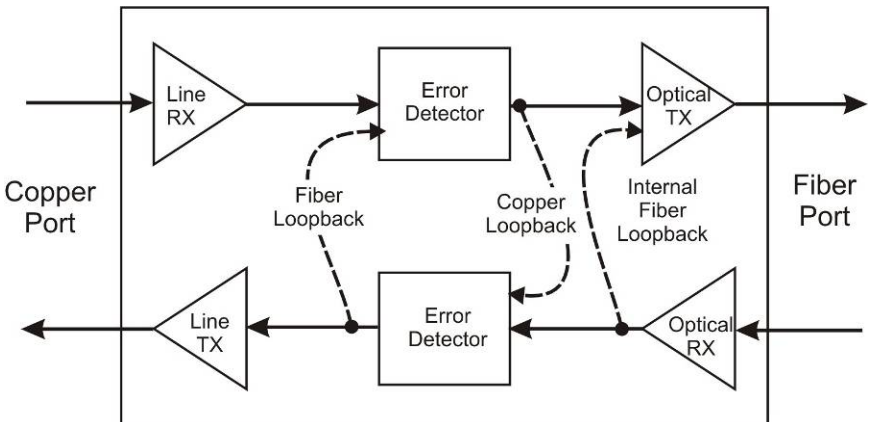 Line
RX
Error
Detector
Optical
TX
Copper
Port
Fiber
Loopback
Copper
Loopback
Internal
Fiber
Loopback
Fiber
Port
Line
TX
Error
Detector
Optical
RX